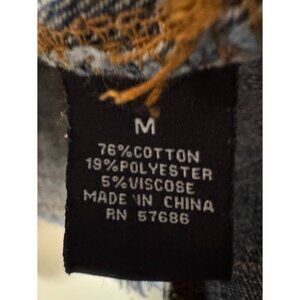 M
76%COTTON
19%POLYESTER
5%VISCOSE
MADE IN CHINA
RN 57686